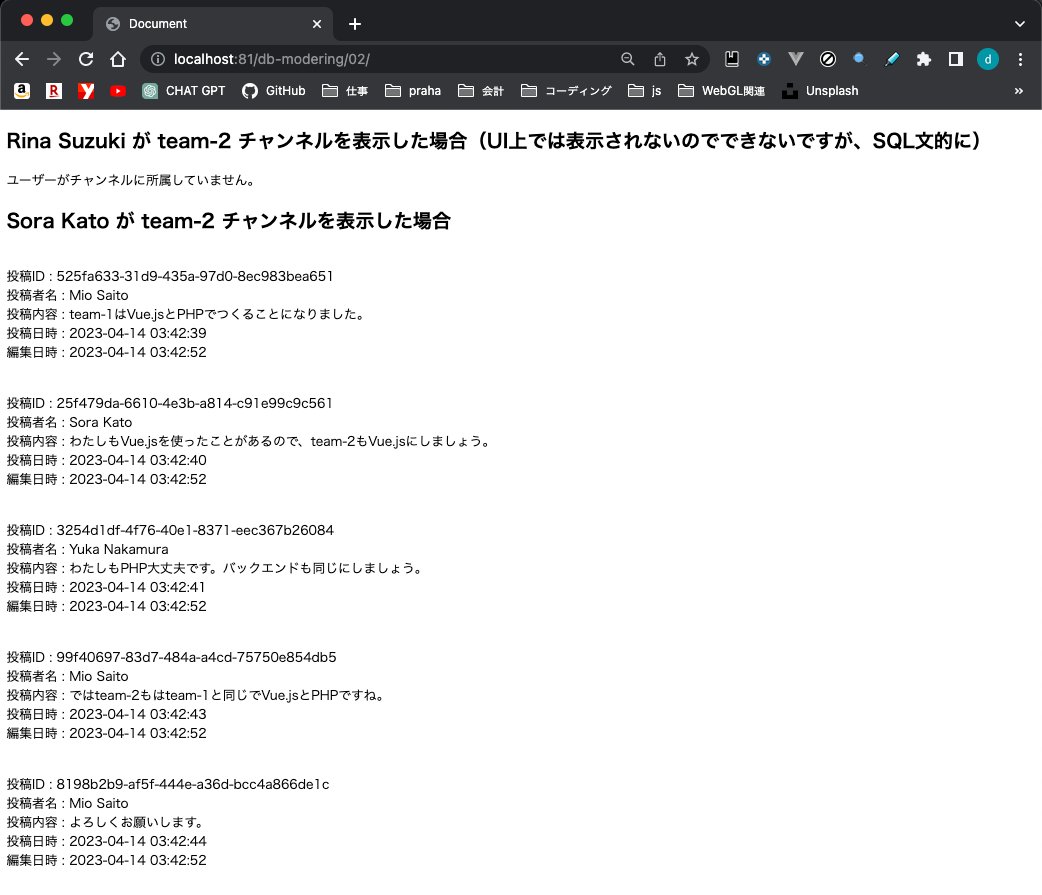 Document
localhost:81/db-modering/02/
d
a
R
y
CHAT GPT
GitHub
仕事
praha
会計
コーディング
js
WebGL関連
Unsplash
»
Rina Suzuki が team-2 チャンネルを表示した場合（UI上では表示されないのでできないですが、SQL文的に）
ユーザーがチャンネルに所属していません。
Sora Kato が team-2 チャンネルを表示した場合
投稿ID : 525fa633-31d9-435a-97d0-8ec983bea651
投稿者名 : Mio Saito
投稿内容 : team-1はVue.jsとPHPでつくることになりました。
投稿日時 : 2023-04-14 03:42:39
編集日時 : 2023-04-14 03:42:52
投稿ID : 25f479da-6610-4e3b-a814-c91e99c9c561
投稿者名 : Sora Kato
投稿内容 : わたしもVue.jsを使ったことがあるので、team-2もVue.jsにしましょう。
投稿日時 : 2023-04-14 03:42:40
編集日時 : 2023-04-14 03:42:52
投稿ID : 3254d1df-4f76-40e1-8371-eec367b26084
投稿者名 : Yuka Nakamura
投稿内容 : わたしもPHP大丈夫です。バックエンドも同じにしましょう。
投稿日時 : 2023-04-14 03:42:41
編集日時 : 2023-04-14 03:42:52
投稿ID : 99f40697-83d7-484a-a4cd-75750e854db5
投稿者名 : Mio Saito
投稿内容 : ではteam-2もはteam-1と同じでVue.jsとPHPですね。
投稿日時 : 2023-04-14 03:42:43
編集日時 : 2023-04-14 03:42:52
投稿ID : 8198b2b9-af5f-444e-a36d-bcc4a866de1c
投稿者名 : Mio Saito
投稿内容 : よろしくお願いします。
投稿日時 : 2023-04-14 03:42:44
編集日時 : 2023-04-14 03:42:52